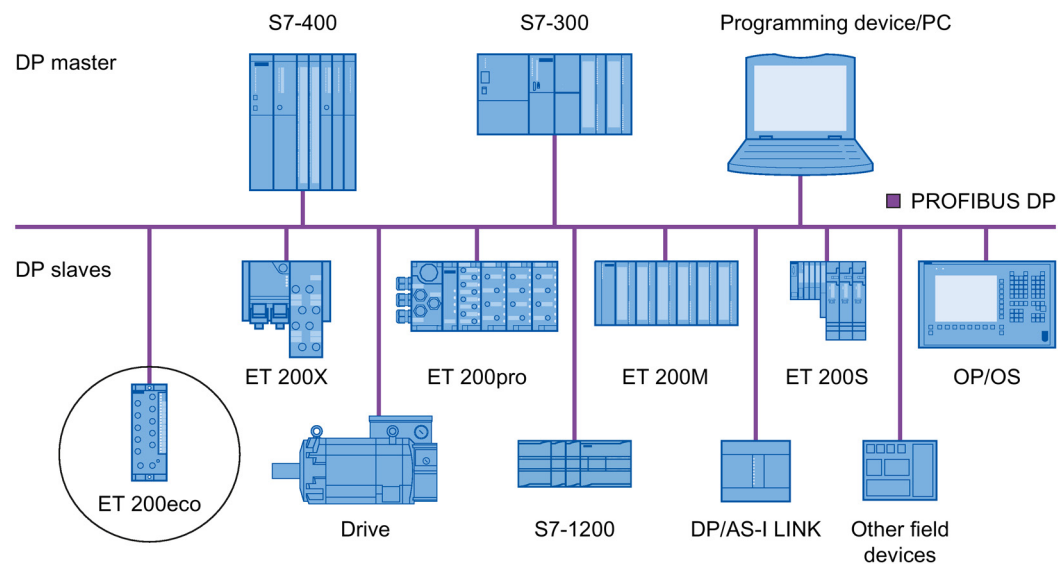 S7-400
S7-300
Programming device/PC
DP master
PROFIBUS DP
DP slaves
ET 200X
ET 200pro
ET 200M
ET 200S
OP/OS
ET 200eco
Drive
S7-1200
DP/AS-I LINK
Other field
devices